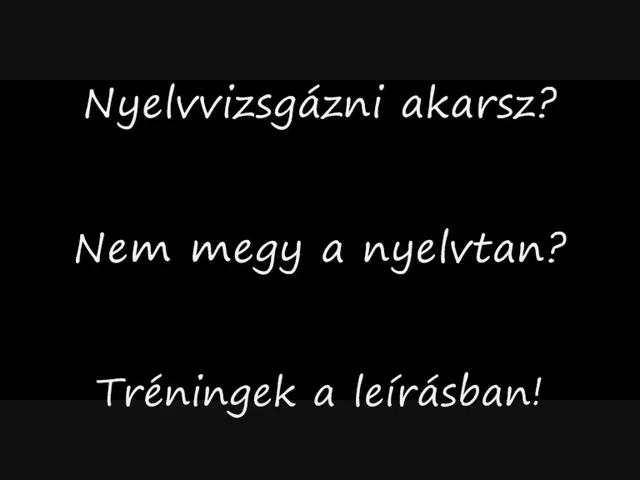 Nyelvvizsgázni akarsz?
Nem megy a nyelvtan?
Tréningek a leírásban!